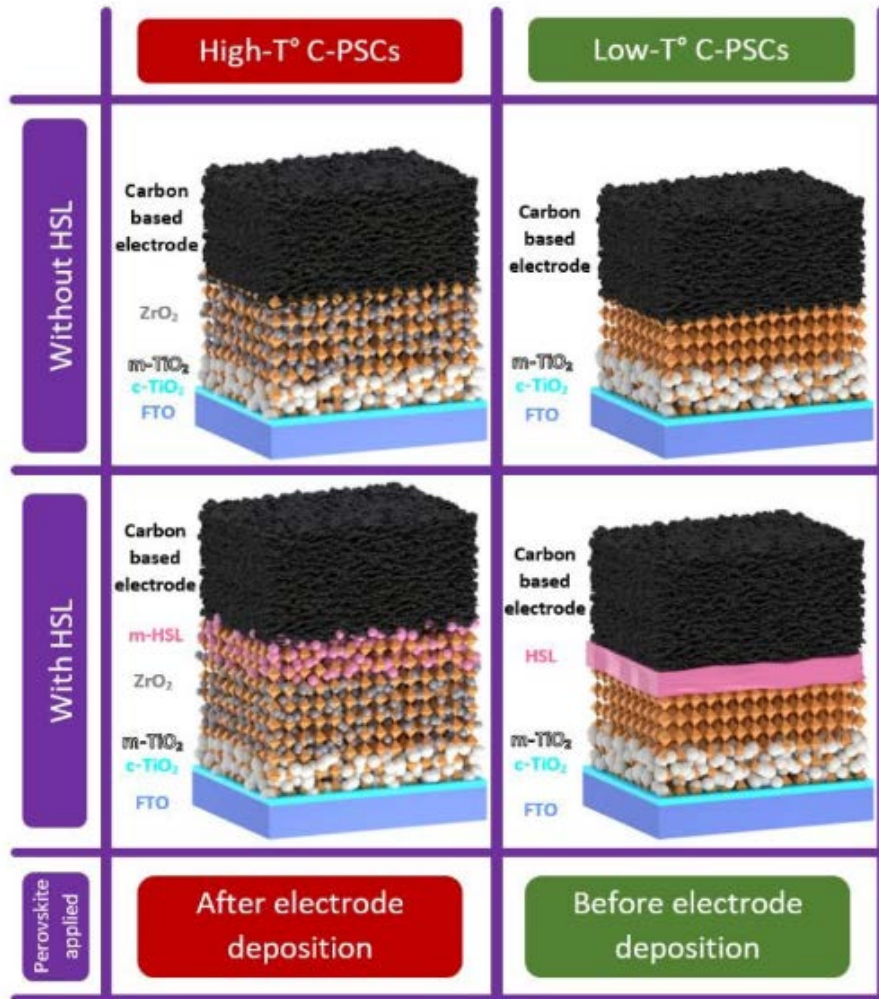 High-T° C-PSCs
Low-T° C-PSCs
Without HSL
Carbon
based
electrode
ZrO₂
m-TiO₂
c-TiO₂
FTO
Carbon
based
electrode
m-TiO₂
c-TiO₂
FTO
With HSL
Carbon
based
electrode
m-HSL
ZrO₂
m-TiO₂
c-TiO₂
FTO
Carbon
based
electrode
HSL
m-TiO₂
c-TiO₂
FTO
Perovskite
applied
After electrode
deposition
Before electrode
deposition